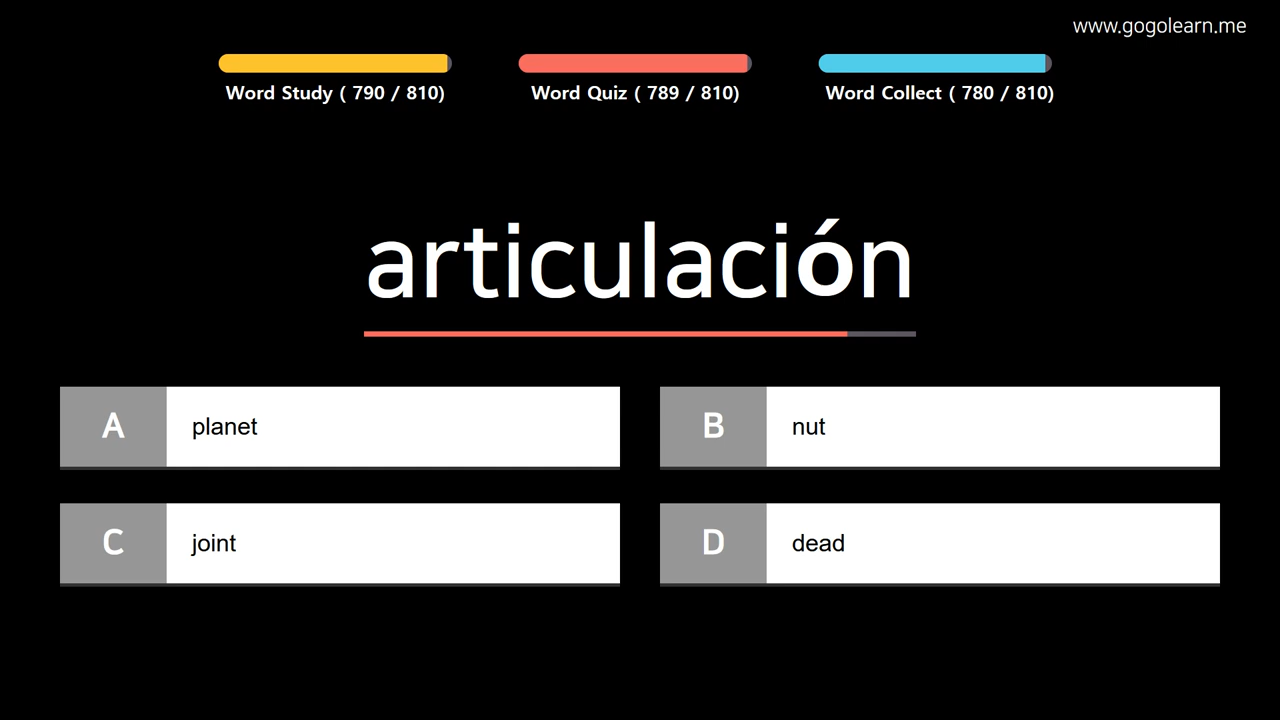 www.gogolearn.me
Word Study ( 790 / 810)
Word Quiz ( 789 / 810)
Word Collect ( 780 / 810)
articulación
A planet
B nut
C joint
D dead